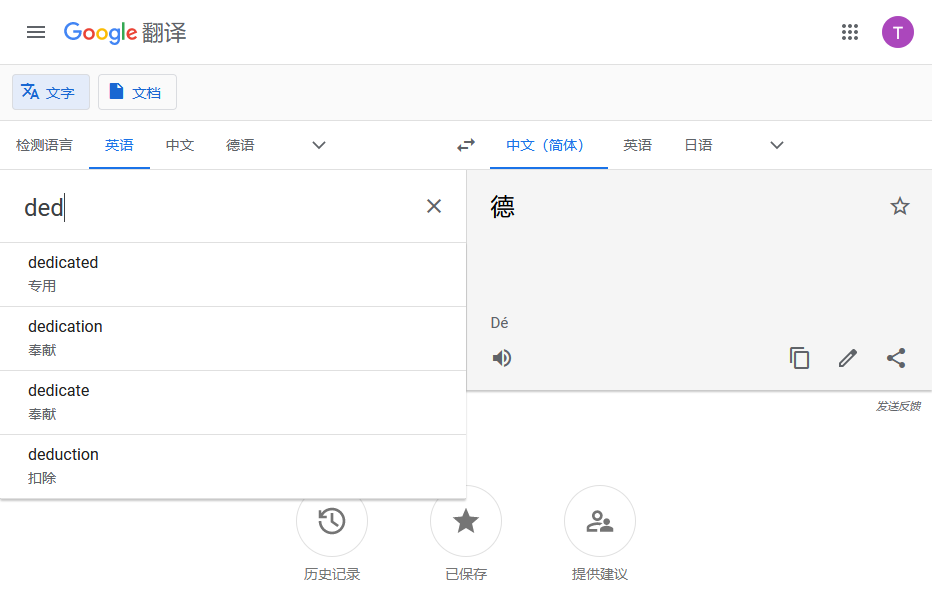 Google 翻译
T
文字
文档
检测语言 英语 中文 德语
中文（简体） 英语 日语
ded
德
dedicated
专用
dedication
奉献
dedicate
奉献
deduction
扣除
Dé
发送反馈
历史记录
已保存
提供建议